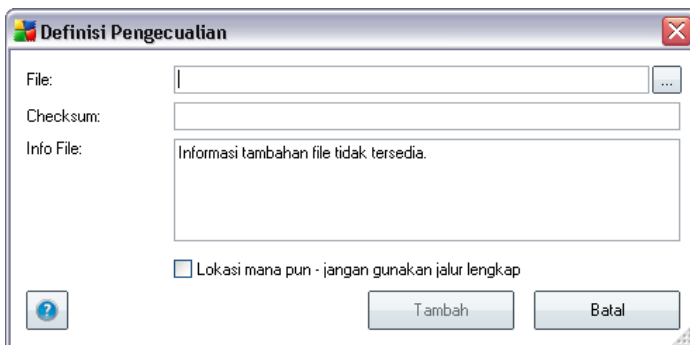 Definisi Pengecualian
File:
...
Checksum:
Info File:
Informasi tambahan file tidak tersedia.
Lokasi mana pun - jangan gunakan jalur lengkap
?
Tambah
Batal